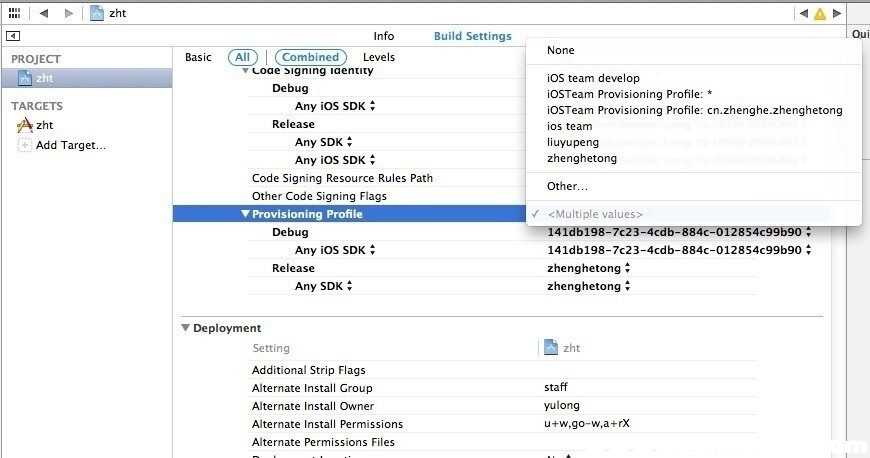 zht
Info Build Settings
Qui
PROJECT
zht
TARGETS
zht
Add Target...
Basic All Combined Levels
Code Signing Identity
Debug
Any iOS SDK
Release
Any SDK
Any iOS SDK
Code Signing Resource Rules Path
Other Code Signing Flags
Provisioning Profile
None
iOS team develop
iOSTeam Provisioning Profile: *
iOSTeam Provisioning Profile: cn.zhenghe.zhenghetong
ios team
liuyupeng
zhenghetong
Other...
✓ <Multiple values>
Debug 141db198-7c23-4cdb-884c-012854c99b90
Any iOS SDK 141db198-7c23-4cdb-884c-012854c99b90
Release zhenghetong
Any SDK zhenghetong
Deployment
Setting zht
Additional Strip Flags
Alternate Install Group staff
Alternate Install Owner yulong
Alternate Install Permissions u+w,go-w,a+rX
Alternate Permissions Files